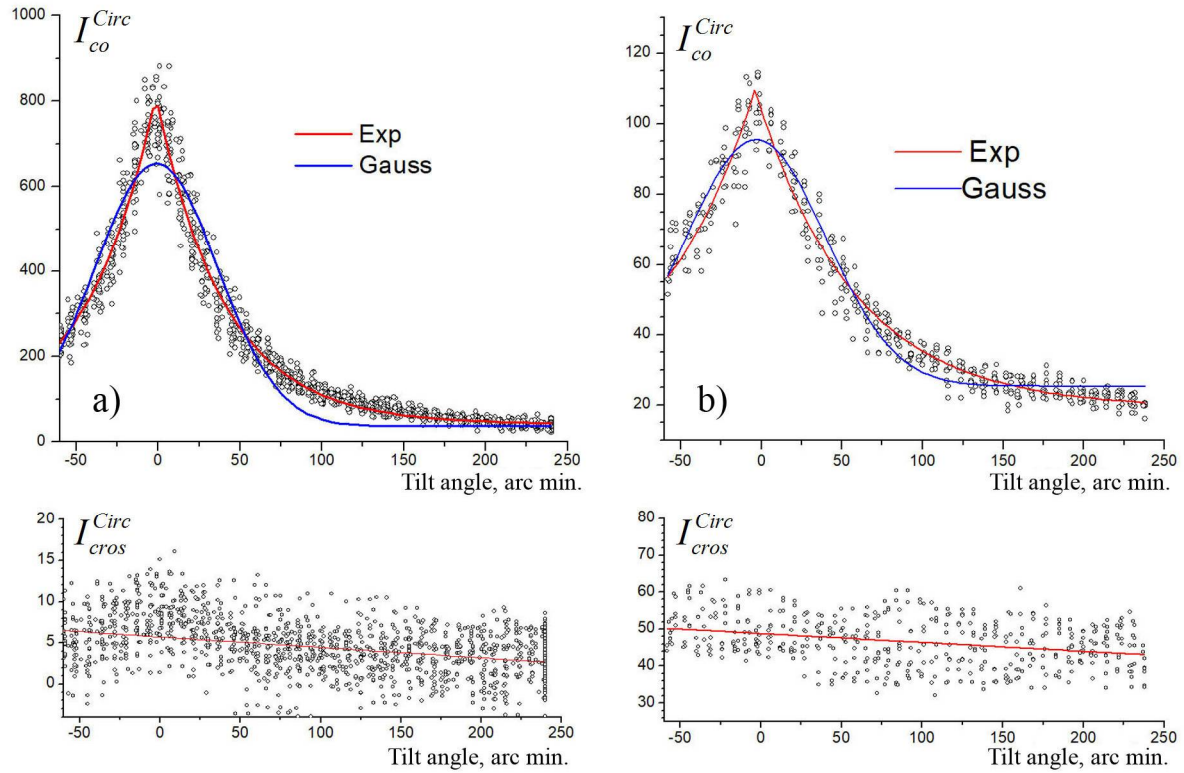 I_{co}^{Circ}
1000
800
600
400
200
0
-50 0 50 100 150 200 250
Tilt angle, arc min.
Exp
Gauss
a)
I_{co}^{Circ}
120
100
80
60
40
20
-50 0 50 100 150 200 250
Tilt angle, arc min.
Exp
Gauss
b)
I_{cros}^{Circ}
20
15
10
5
0
-50 0 50 100 150 200 250
Tilt angle, arc min.
I_{cros}^{Circ}
80
70
60
50
40
30
-50 0 50 100 150 200 250
Tilt angle, arc min.